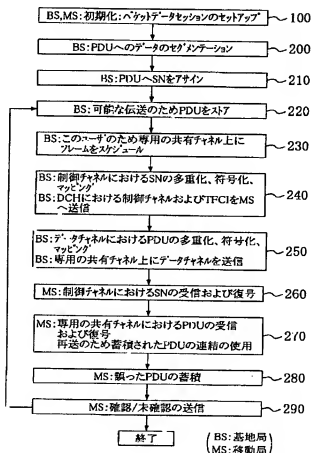 BS,MS:初期化:パケットデータセッションのセットアップ
100
BS:PDUへのデータのセグメンテーション
200
BS:PDUへSNをアサイン
210
BS:可能な伝送のためPDUをストア
220
BS:このユーザのため専用の共有チャネル上に
フレームをスケジュール
230
BS:制御チャネルにおけるSNの多重化、符号化、
マッピング
BS:DCHにおける制御チャネルおよびTFCIをMS
へ送信
240
BS:データチャネルにおけるPDUの多重化、符号化、
マッピング
BS:専用の共有チャネル上にデータチャネルを送信
250
MS:制御チャネルにおけるSNの受信および復号
260
MS:専用の共有チャネルにおけるPDUの受信
および復号
再送のため蓄積されたPDUの連結の使用
270
MS:誤ったPDUの蓄積
280
MS:確認/未確認の送信
290
終了
(BS:基地局
MS:移動局)